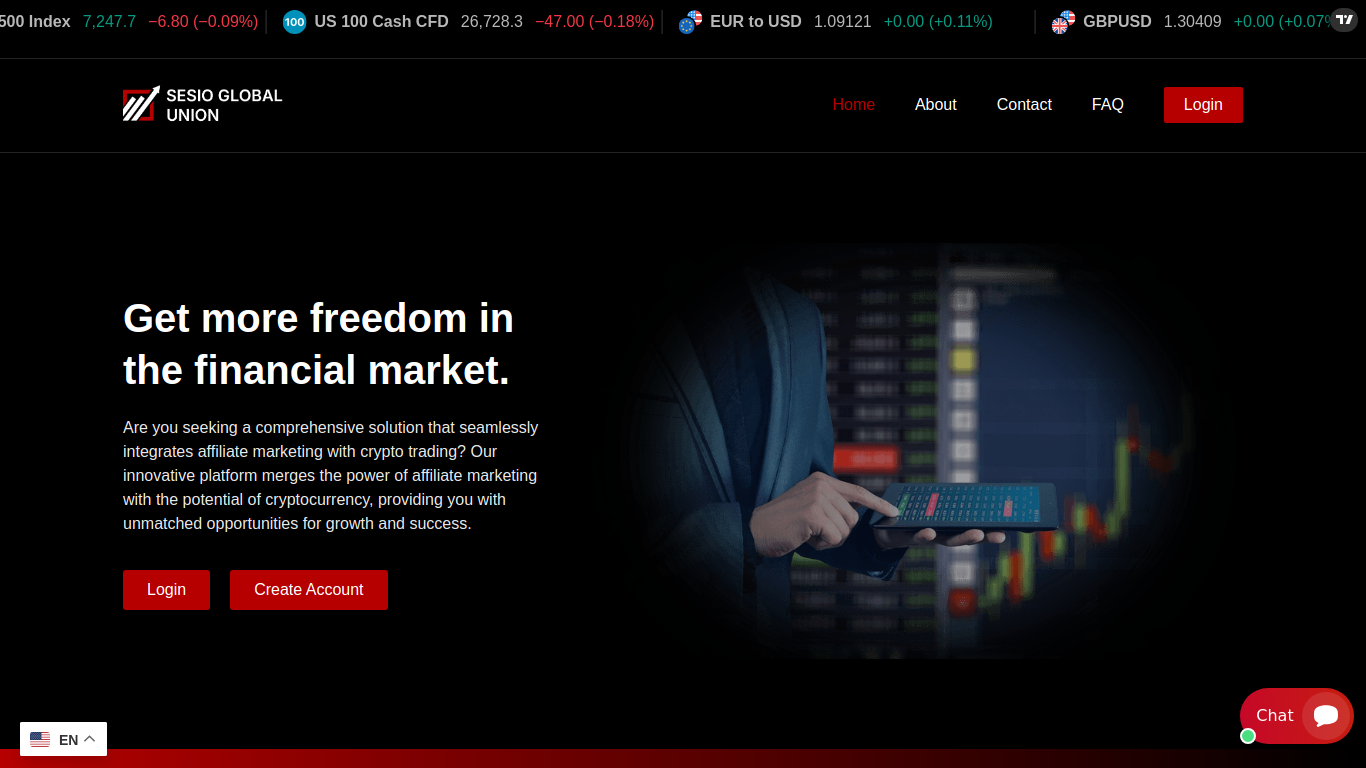 500 Index 7,247.7 −6.80 (−0.09%) 100 US 100 Cash CFD 26,728.3 −47.00 (−0.18%) EUR to USD 1.09121 +0.00 (+0.11%) GBPUSD 1.30409 +0.00 (+0.07%
SESIO GLOBAL
UNION
Home About Contact FAQ Login
Get more freedom in
the financial market.
Are you seeking a comprehensive solution that seamlessly
integrates affiliate marketing with crypto trading? Our
innovative platform merges the power of affiliate marketing
with the potential of cryptocurrency, providing you with
unmatched opportunities for growth and success.
Login Create Account
Chat
EN